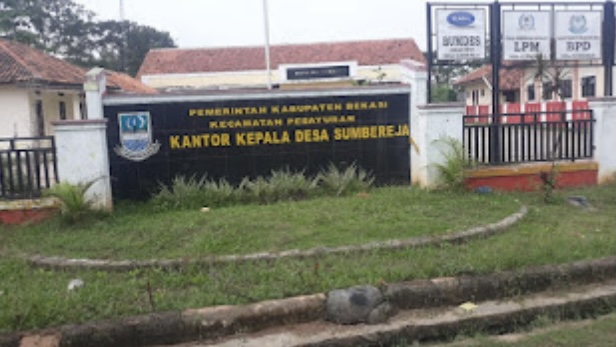 PEMERINTAH KABUPATEN BEKASI
KECAMATAN PEBAYURAN
KANTOR KEPALA DESA SUMBEREJA
BUMDES
LPM
BPD